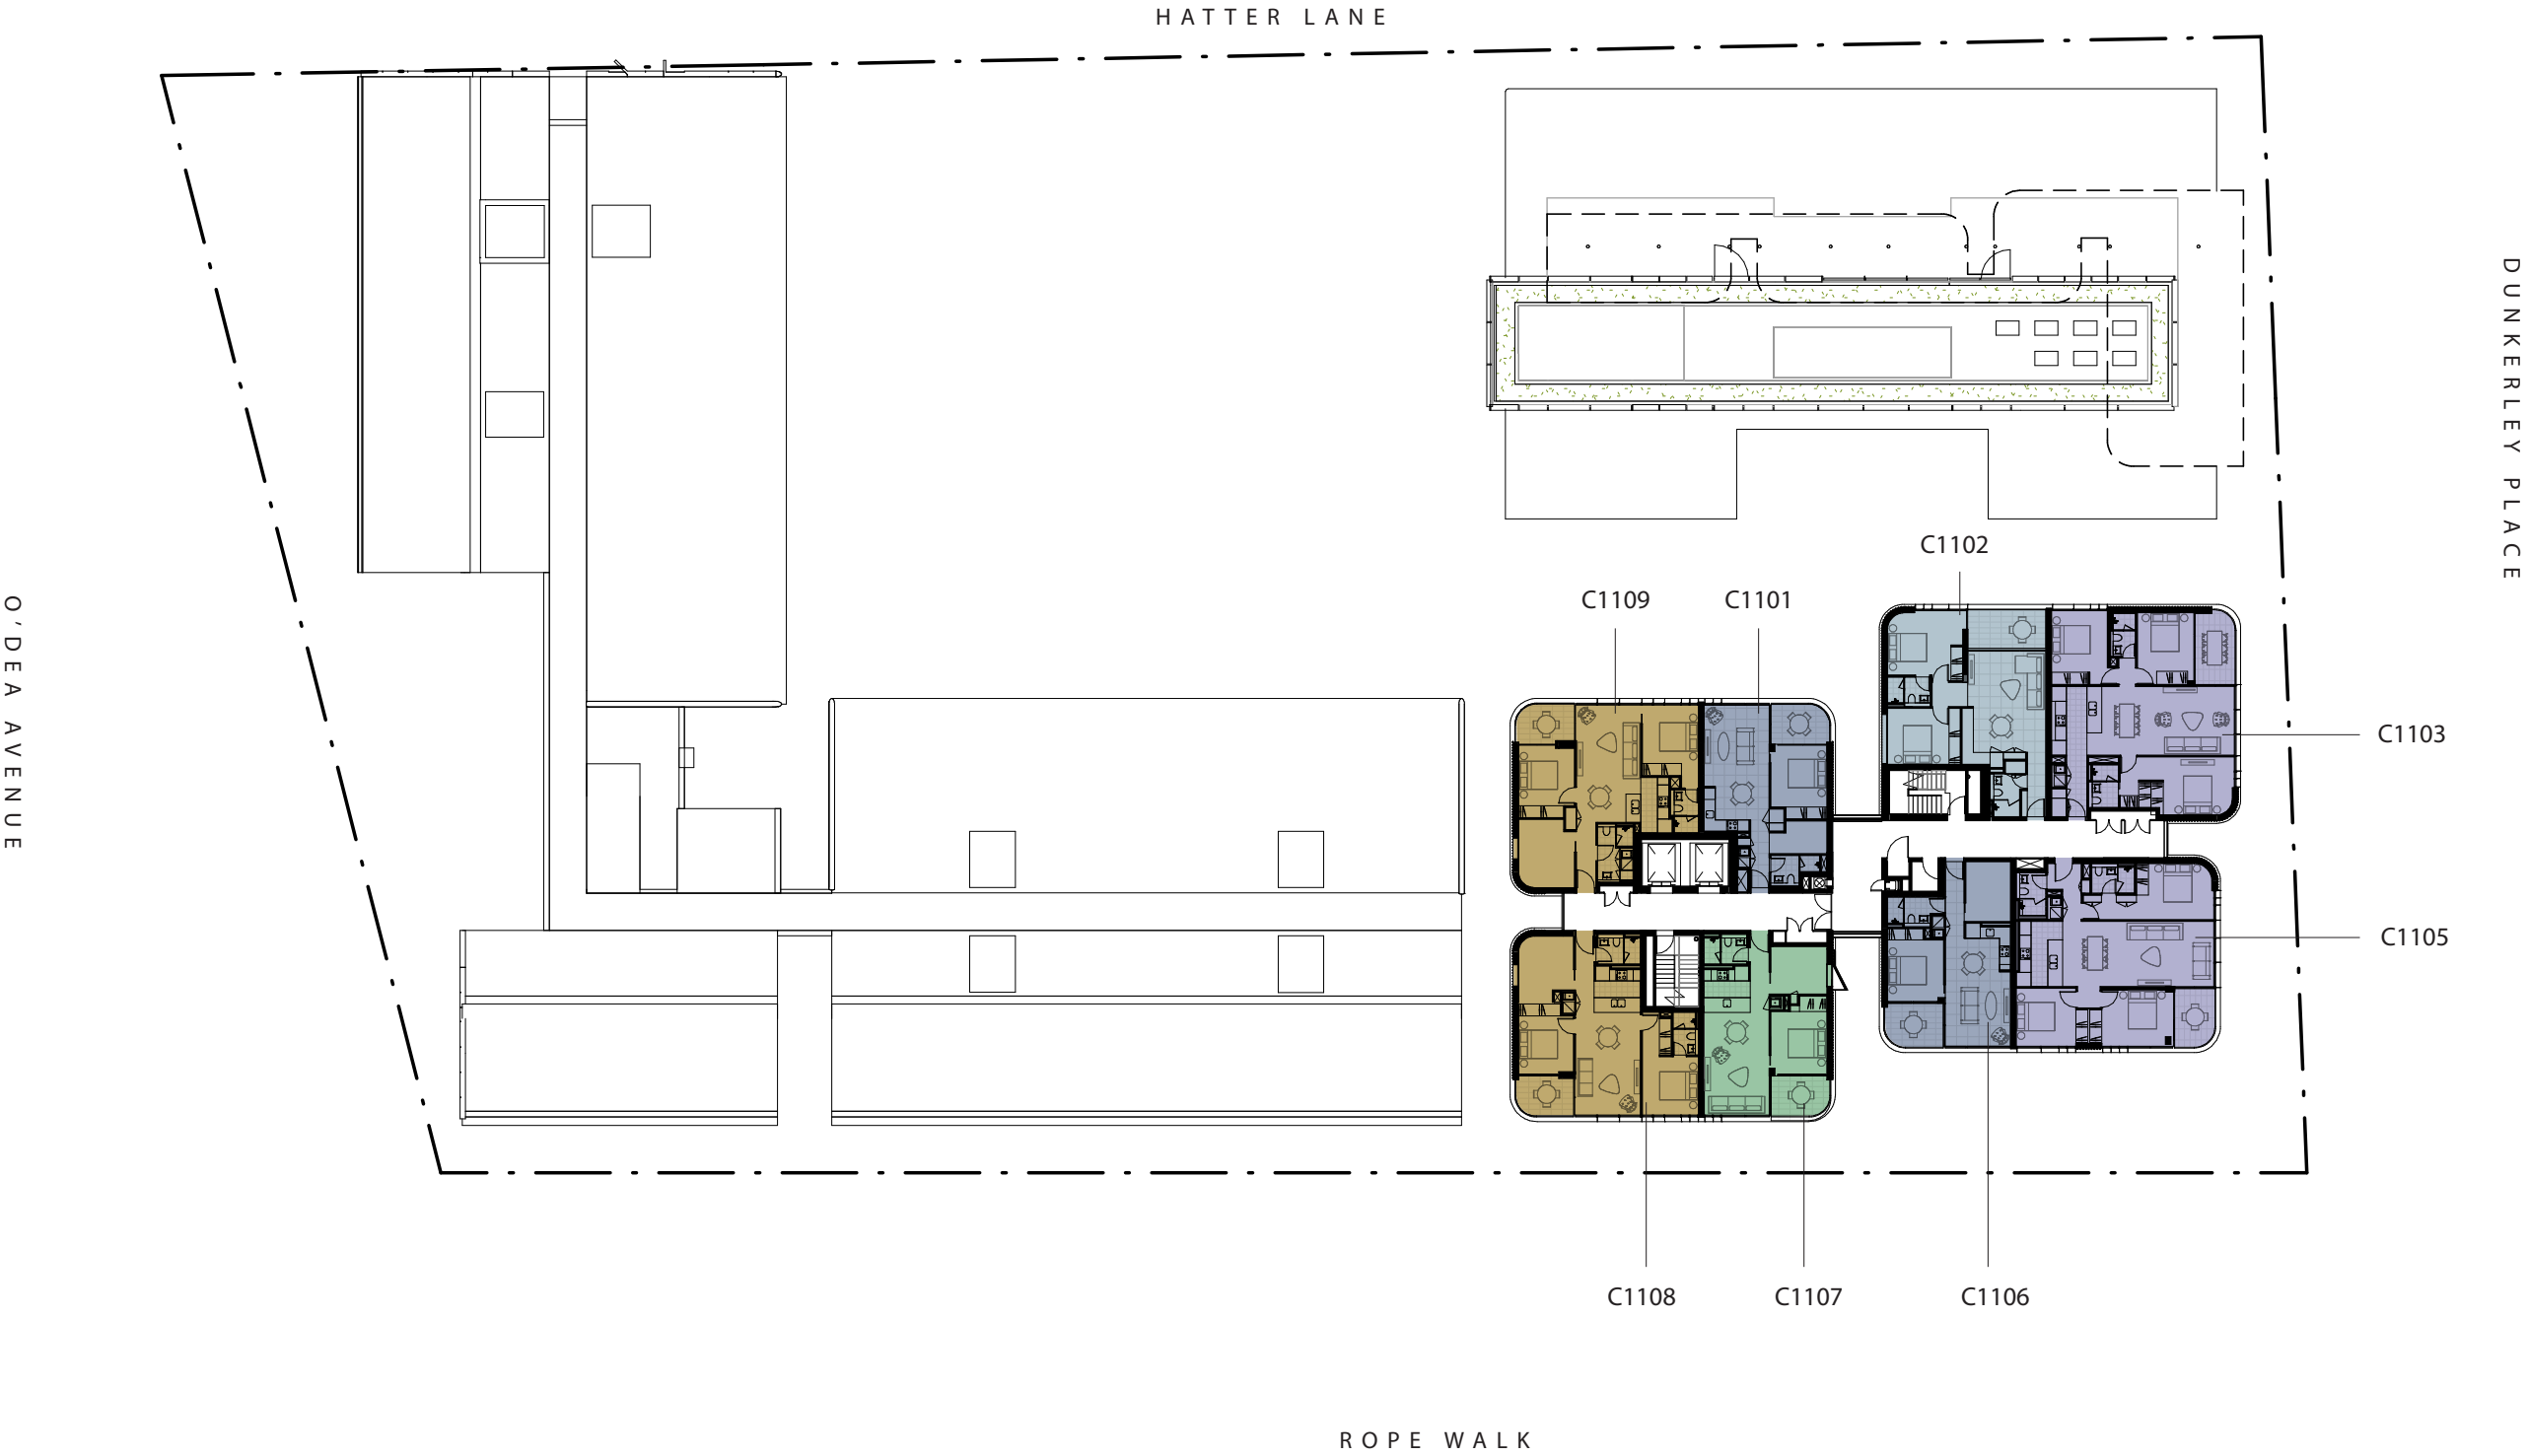 HATTER LANE
DUNKERLEY PLACE
O'DEA AVENUE
C1102
C1109
C1101
C1103
C1105
C1108
C1107
C1106
ROPE WALK